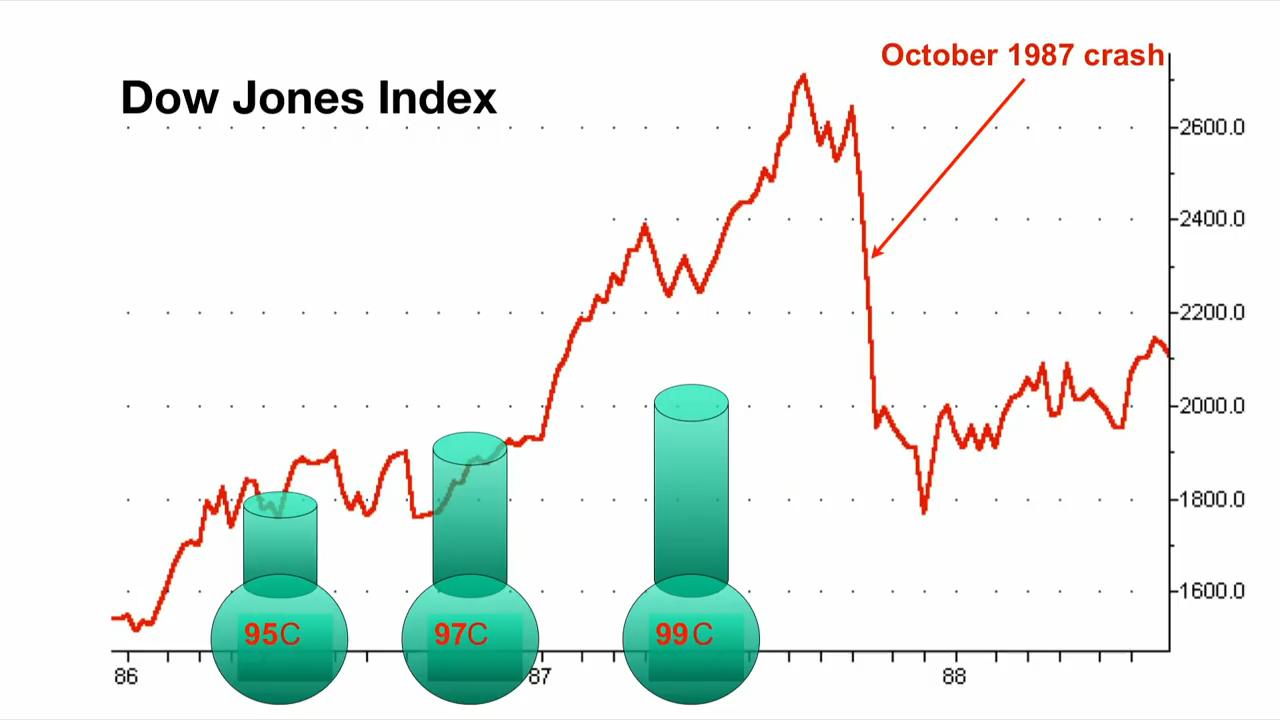 October 1987 crash
Dow Jones Index
2600.0
2400.0
2200.0
2000.0
1800.0
1600.0
95C
97C
99C
86
87
88